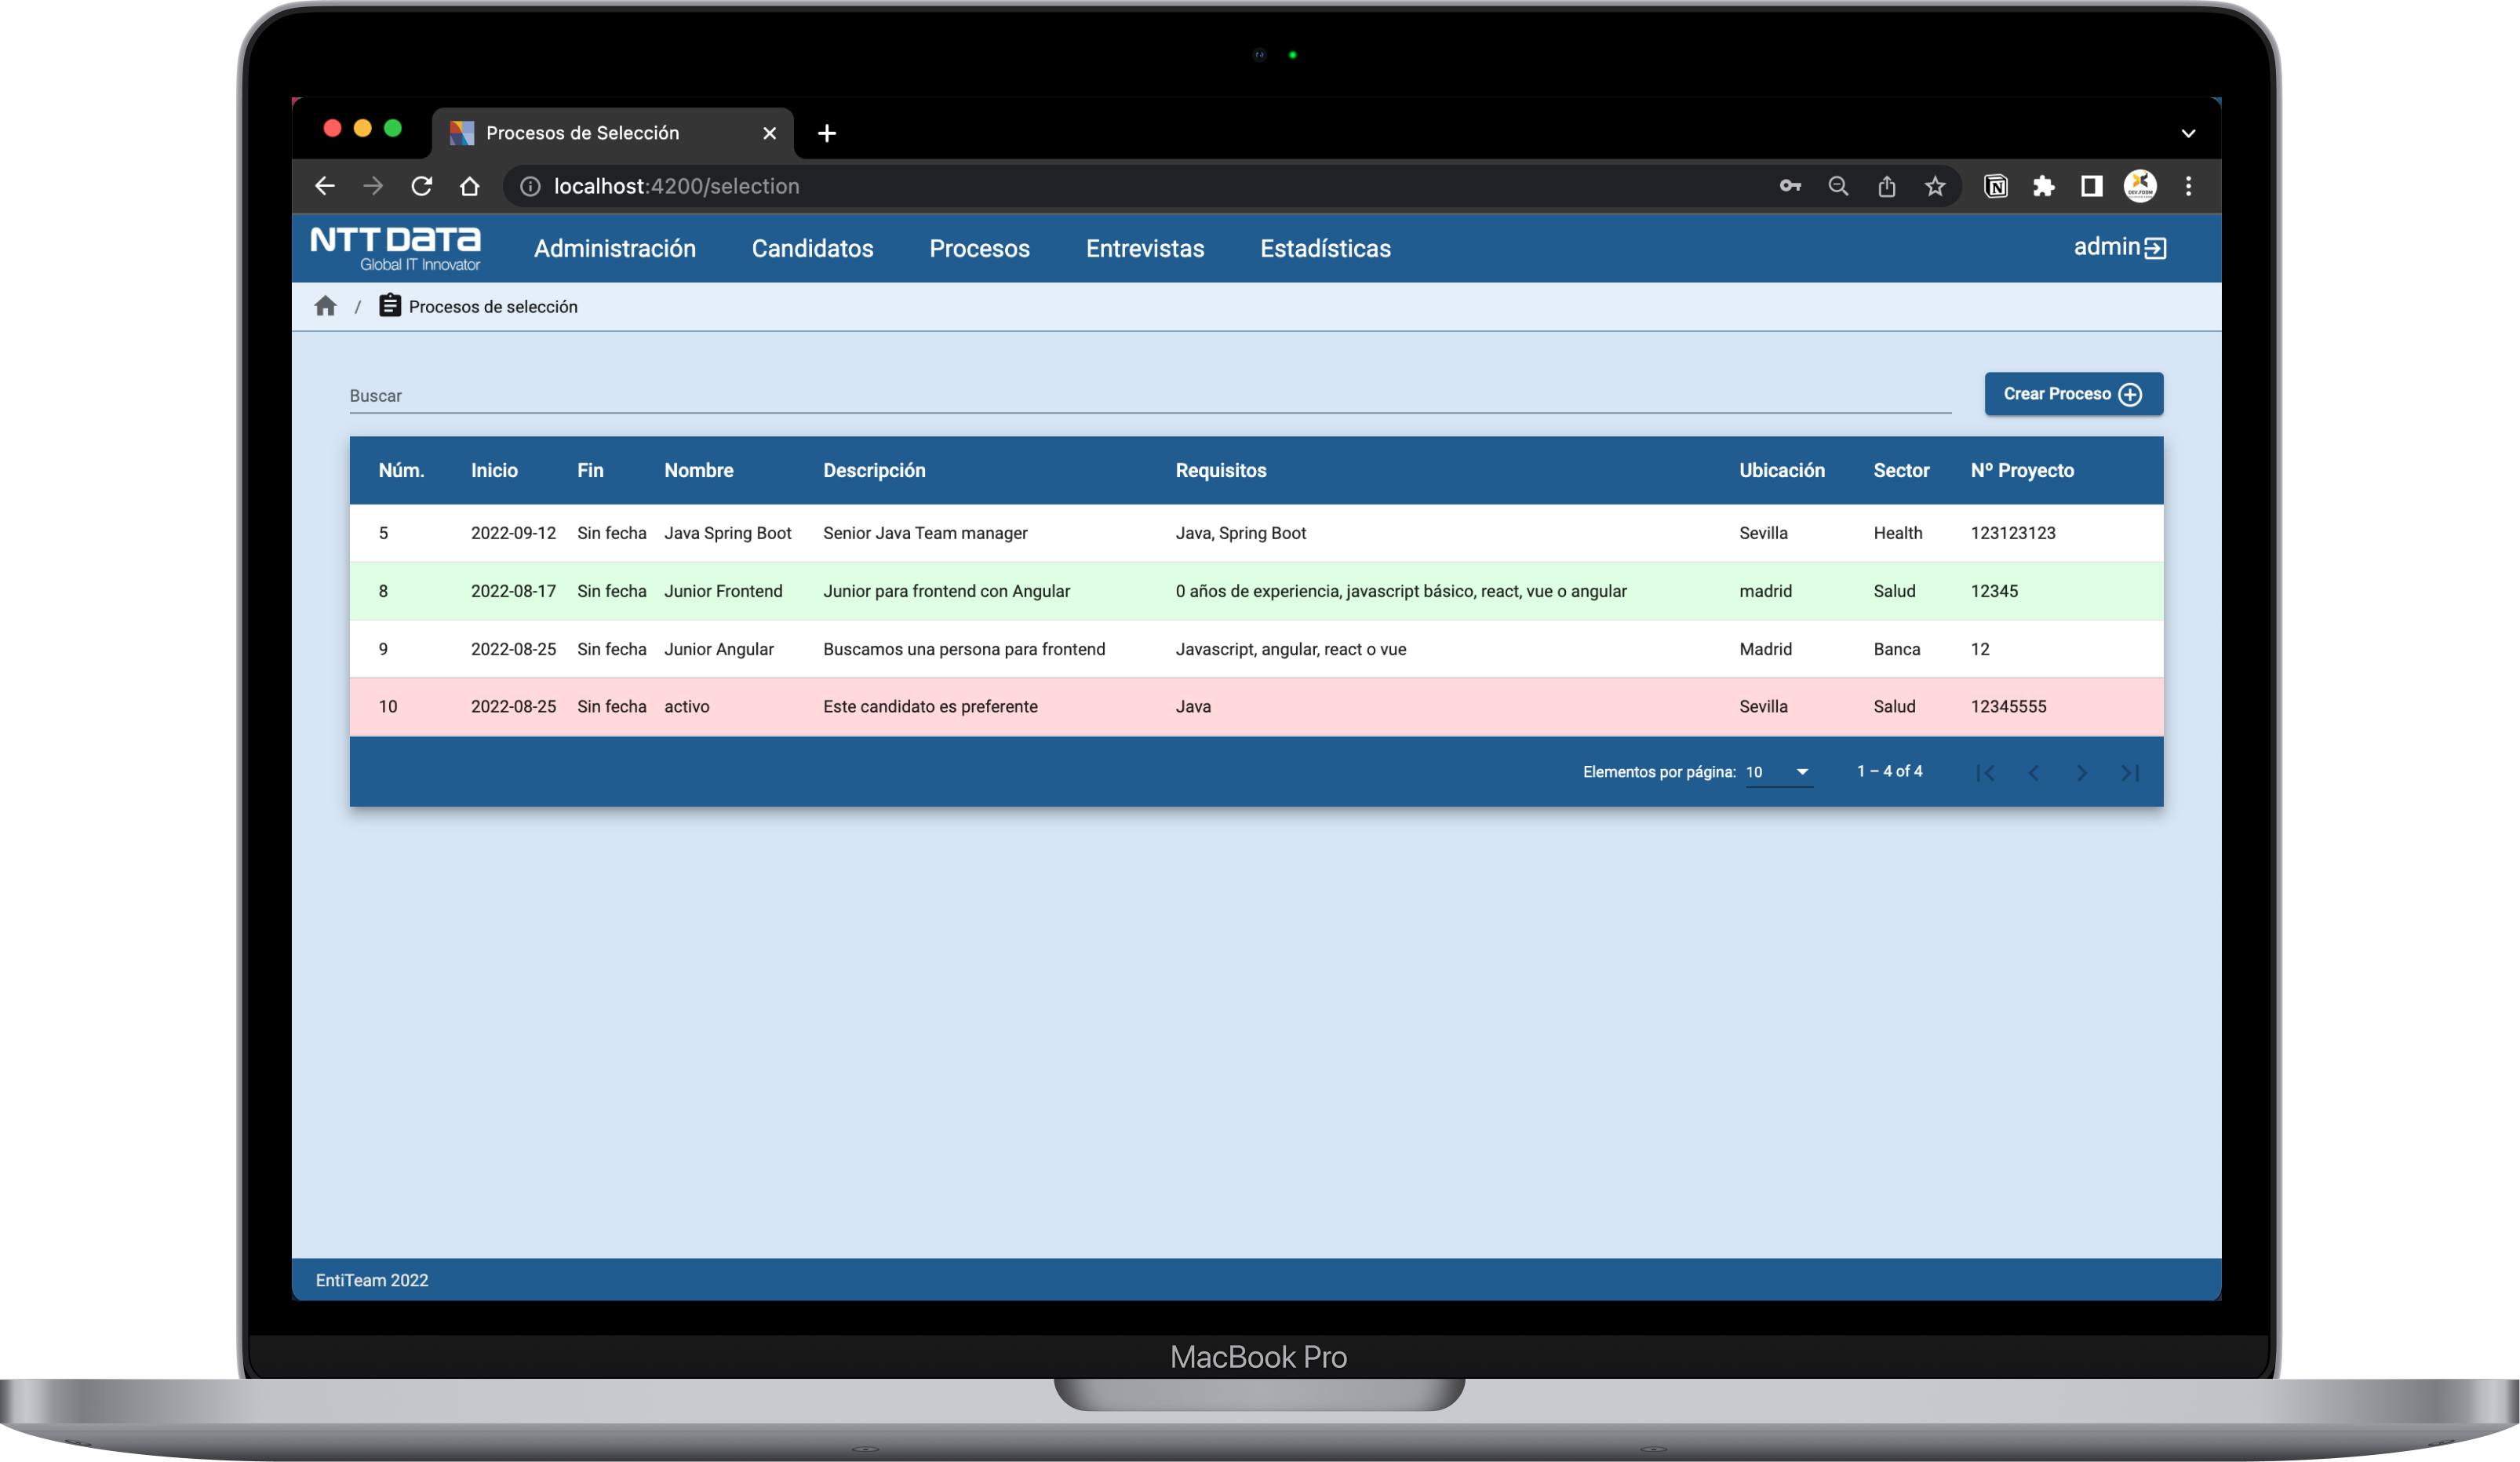 Procesos de Selección
localhost:4200/selection
NTT DATA
Global IT Innovator
Administración Candidatos Procesos Entrevistas Estadísticas admin
/ Procesos de selección
Buscar
Crear Proceso
Núm. Inicio Fin Nombre Descripción Requisitos Ubicación Sector Nº Proyecto
5 2022-09-12 Sin fecha Java Spring Boot Senior Java Team manager Java, Spring Boot Sevilla Health 123123123
8 2022-08-17 Sin fecha Junior Frontend Junior para frontend con Angular 0 años de experiencia, javascript básico, react, vue o angular madrid Salud 12345
9 2022-08-25 Sin fecha Junior Angular Buscamos una persona para frontend Javascript, angular, react o vue Madrid Banca 12
10 2022-08-25 Sin fecha activo Este candidato es preferente Java Sevilla Salud 12345555
Elementos por página: 10 1 – 4 of 4
EntiTeam 2022
MacBook Pro